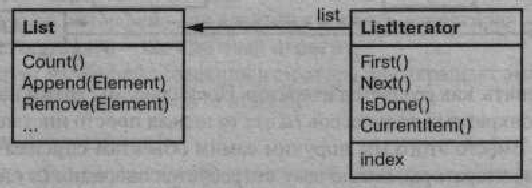 List
Count()
Append(Element)
Remove(Element)
...
list
ListIterator
First()
Next()
IsDone()
CurrentItem()
index